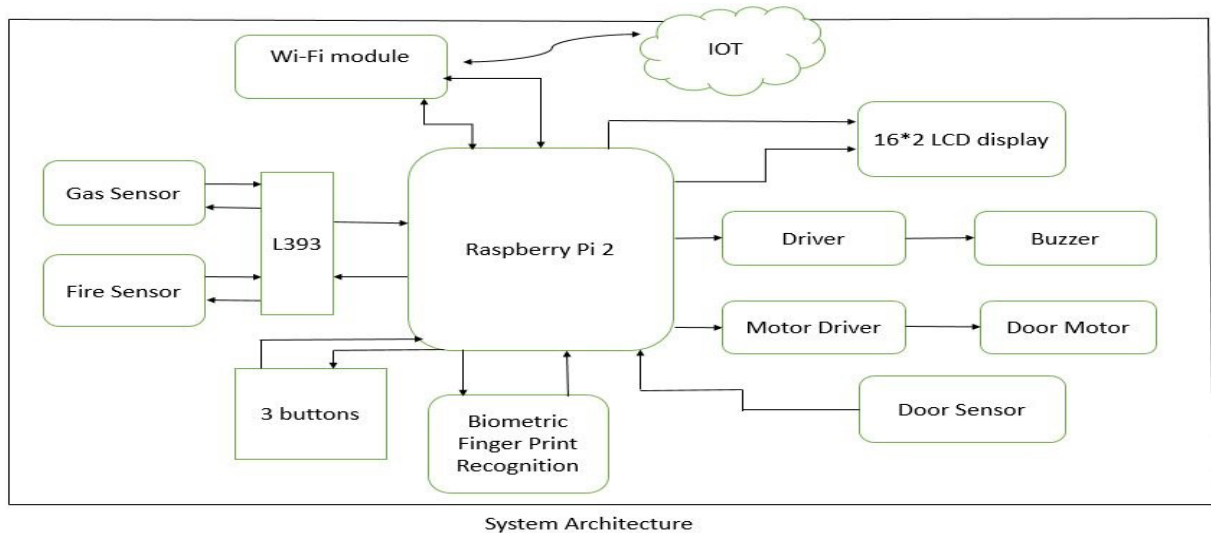 Wi-Fi module
IOT
16*2 LCD display
Gas Sensor
L393
Raspberry Pi 2
Driver
Buzzer
Fire Sensor
Motor Driver
Door Motor
3 buttons
Biometric
Finger Print
Recognition
Door Sensor
System Architecture